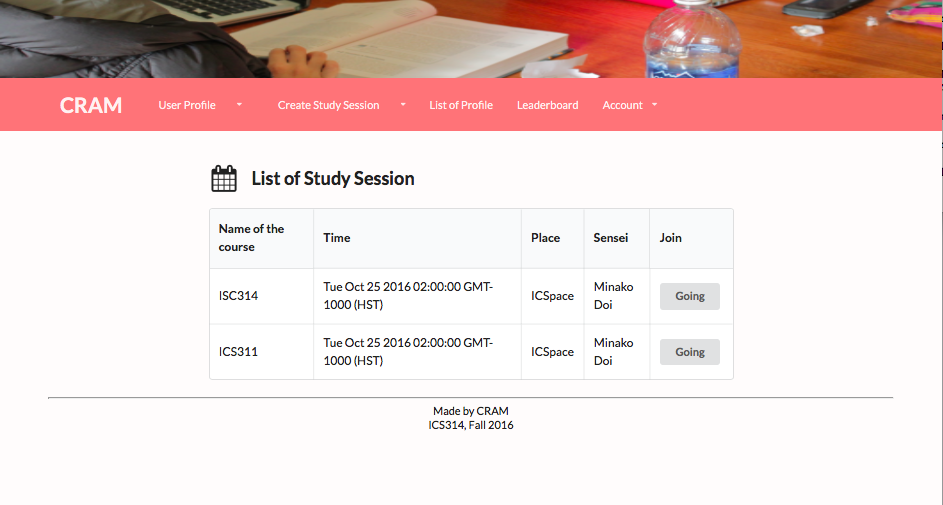 CRAM User Profile Create Study Session List of Profile Leaderboard Account
List of Study Session
Name of the course Time Place Sensei Join
ISC314 Tue Oct 25 2016 02:00:00 GMT-1000 (HST) ICSpace Minako Doi Going
ICS311 Tue Oct 25 2016 02:00:00 GMT-1000 (HST) ICSpace Minako Doi Going
Made by CRAM
ICS314, Fall 2016